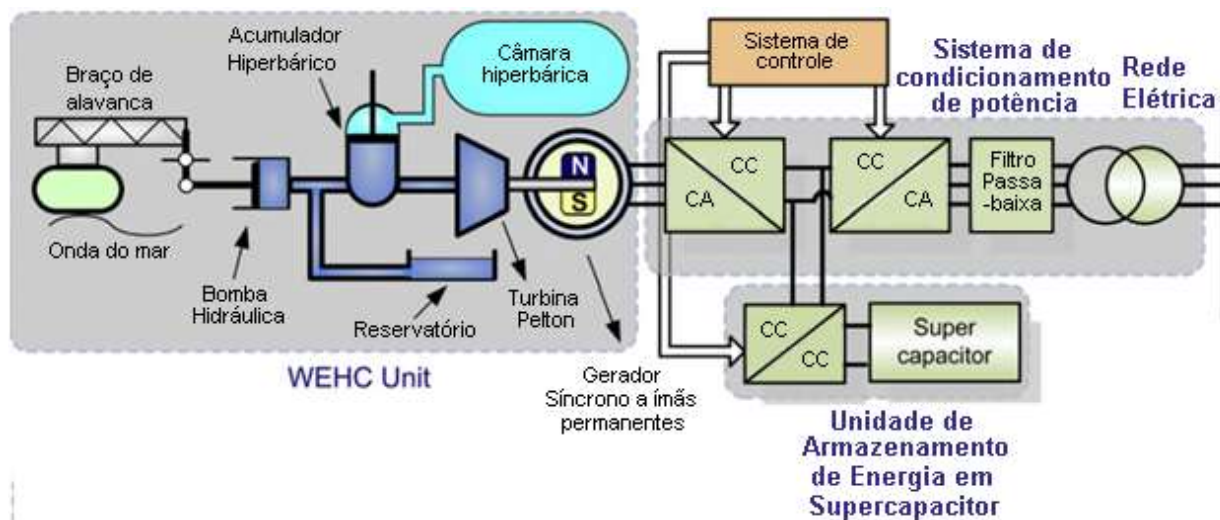 Acumulador
Hiperbárico
Câmara
hiperbárica
Braço de
alavanca
Onda do mar
Bomba
Hidráulica
Reservatório
Turbina
Pelton
N
S
WEHC Unit
Gerador
Síncrono a ímãs
permanentes
Sistema de
controle
Sistema de
condicionamento
de potência
Rede
Elétrica
CC
CA
CC
CA
Filtro
Passa
-baixa
CC
CC
Super
capacitor
Unidade de
Armazenamento
de Energia em
Supercapacitor